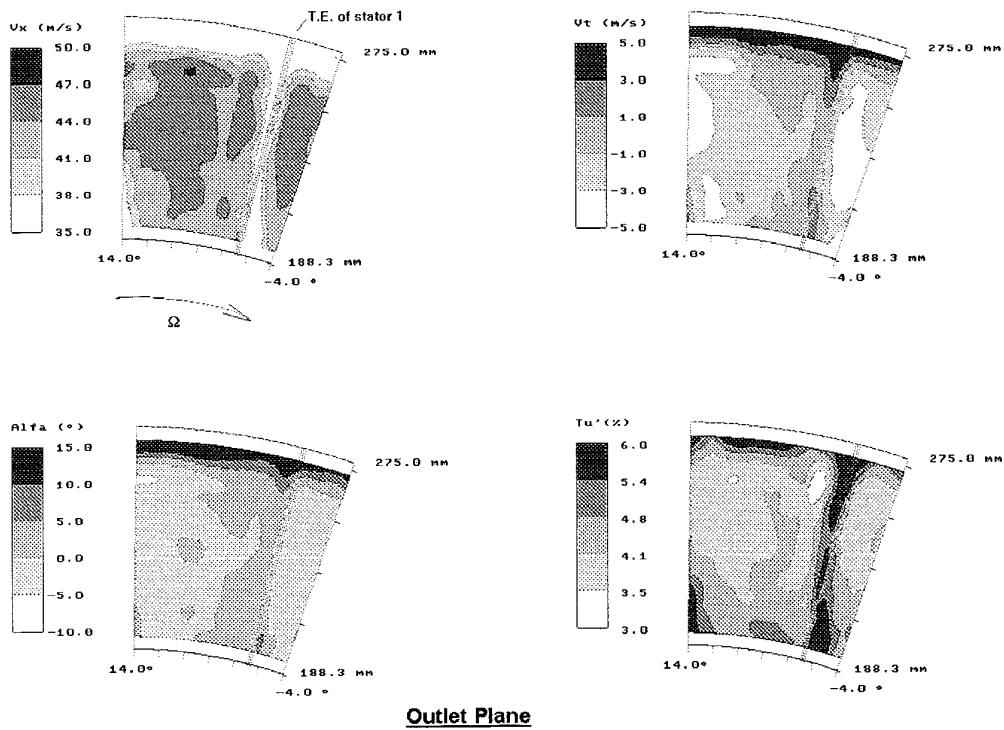 Vx (m/s)
50.0
47.0
44.0
41.0
38.0
35.0
T.E. of stator 1
275.0 mm
14.0°
188.3 mm
-4.0 °
Ω
Vt (m/s)
5.0
3.0
1.0
-1.0
-3.0
-5.0
275.0 mm
14.0°
188.3 mm
-4.0 °
Alfa (°)
15.0
10.0
5.0
0.0
-5.0
-10.0
275.0 mm
14.0°
188.3 mm
-4.0 °
Tu'(%)
6.0
5.4
4.8
4.1
3.5
3.0
275.0 mm
14.0°
188.3 mm
-4.0 °
Outlet Plane